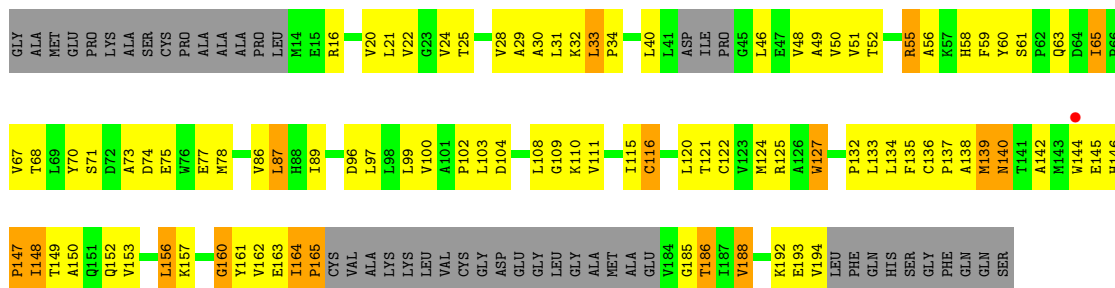 GLY ALA MET GLU PRO LYS ALA SER CYS PRO ALA ALA ALA PRO LEU M14 E15 R16 V20 L21 V22 G23 V24 T25 V28 A29 A30 L31 K32 L33 P34 L40 L41 ASP ILE PRO G45 L46 E47 V48 A49 V50 V51 T52 R55 A56 K57 H58 F59 Y60 S61 P62 Q63 D64 I65 R66
V67 T68 L69 Y70 S71 D72 A73 D74 E75 W76 E77 M78 V86 L87 H88 I89 D96 L97 L98 L99 V100 A101 P102 L103 D104 L108 G109 K110 V111 I115 C116 L120 T121 C122 V123 M124 R125 A126 W127 P132 L133 L134 F135 C136 P137 A138 M139 N140 T141 A142 M143 W144 E145 H146
P147 I148 T149 A150 Q151 Q152 V153 L156 K157 G160 Y161 V162 E163 I164 P165 CYS VAL ALA LYS LYS LEU VAL CYS GLY ASP GLU GLY LEU GLY ALA MET ALA GLU V184 G185 T186 I187 V188 K192 E193 V194 LEU PHE GLN HIS SER GLY PHE GLN GLN SER